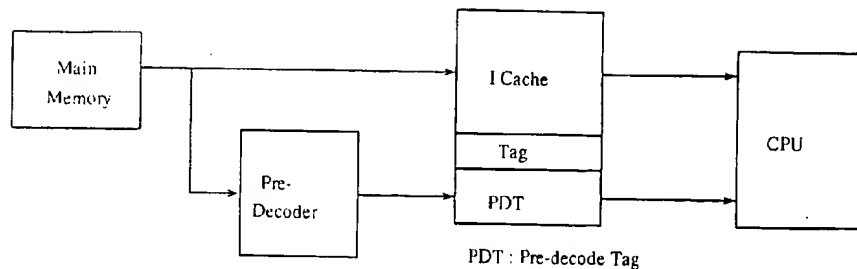 Main
Memory
I Cache
Tag
PDT
Pre-
Decoder
CPU
PDT : Pre-decode Tag